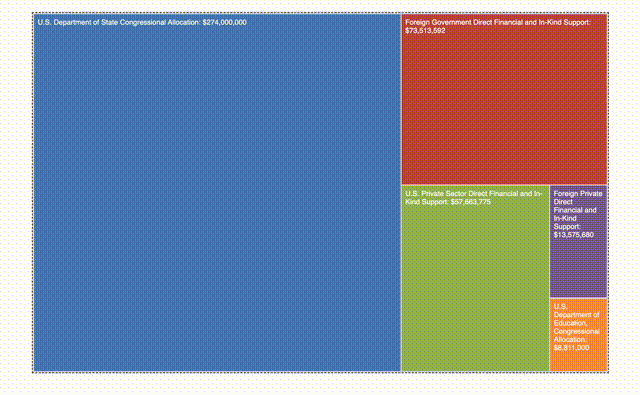 U.S. Department of State Congressional Allocation: $274,000,000
Foreign Government Direct Financial and In-Kind Support:
$73,513,592
U.S. Private Sector Direct Financial and In-
Kind Support: $57,663,775
Foreign Private
Direct
Financial and
In-Kind
Support:
$13,575,680
U.S.
Department of
Education,
Congressional
Allocation:
$8,811,000